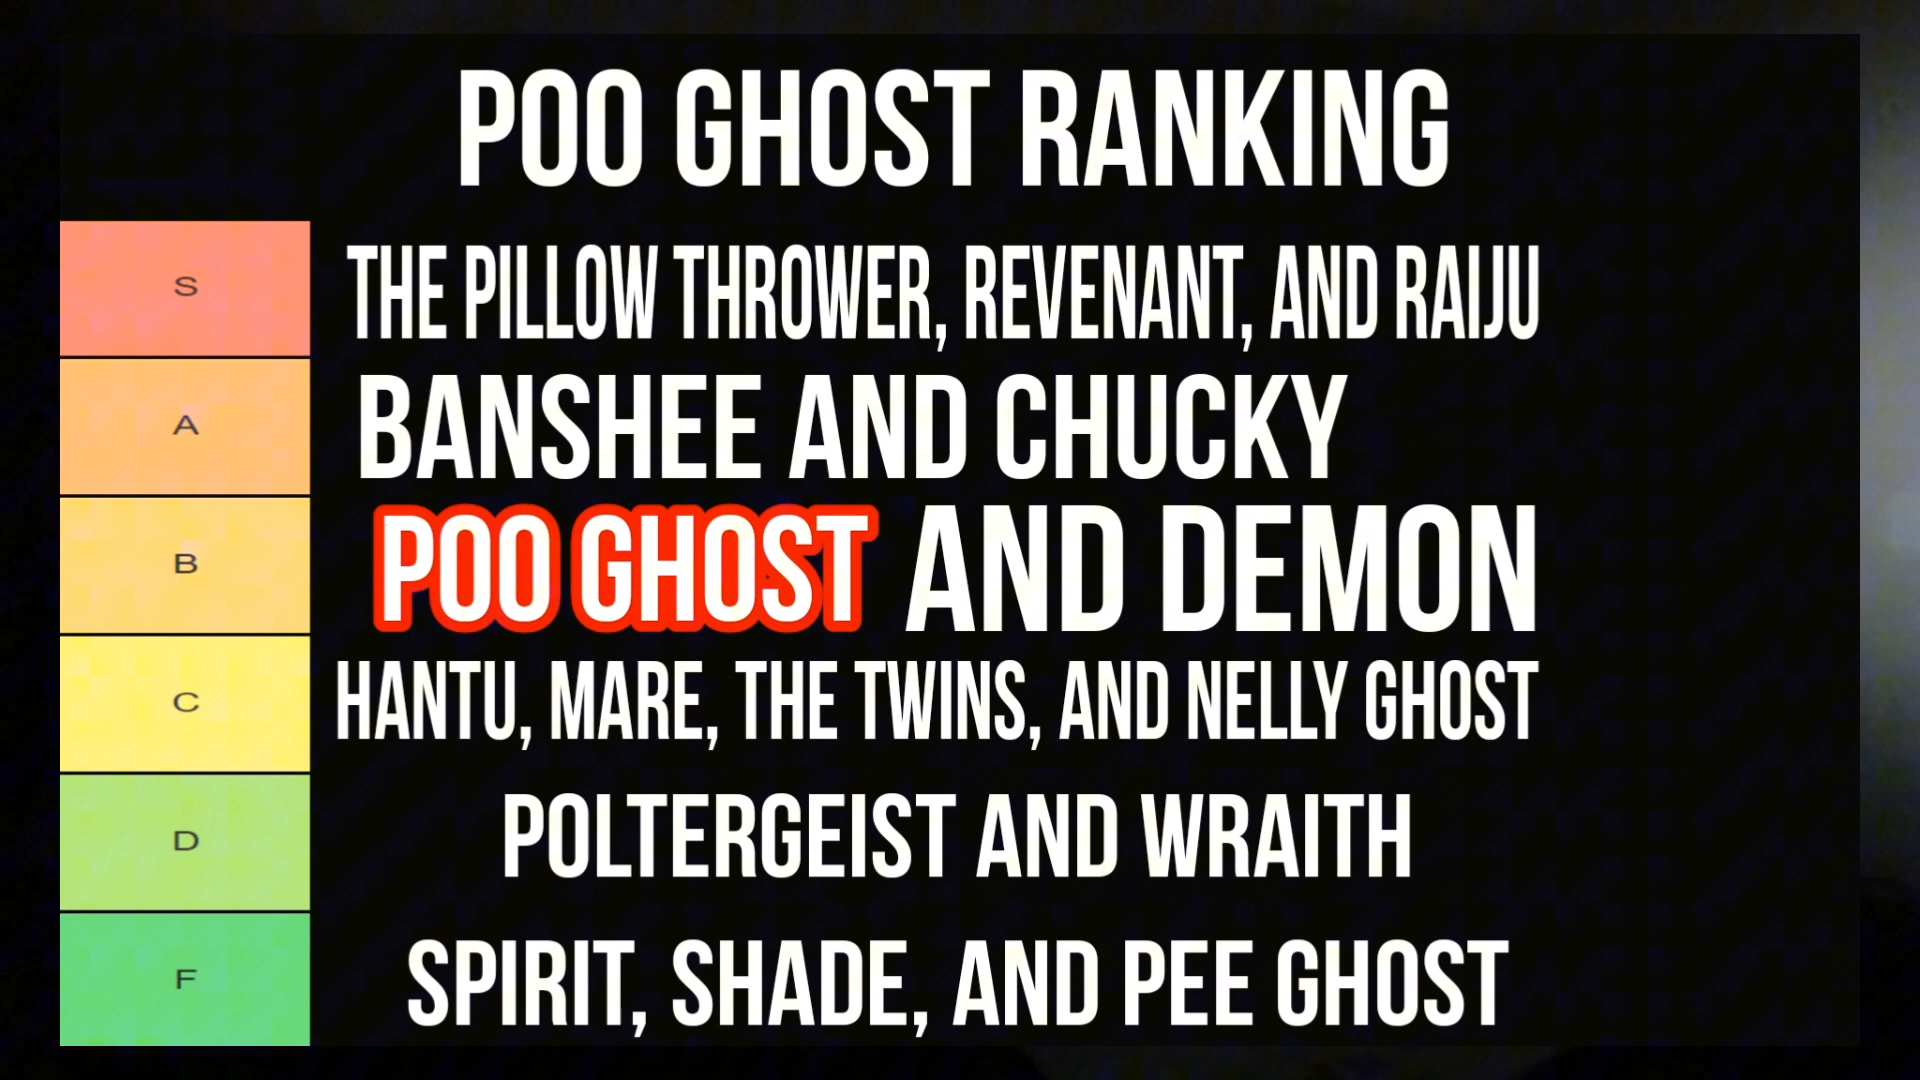 POO GHOST RANKING
S
THE PILLOW THROWER, REVENANT, AND RAIJU
A
BANSHEE AND CHUCKY
B
POO GHOST AND DEMON
C
HANTU, MARE, THE TWINS, AND NELLY GHOST
D
POLTERGEIST AND WRAITH
F
SPIRIT, SHADE, AND PEE GHOST